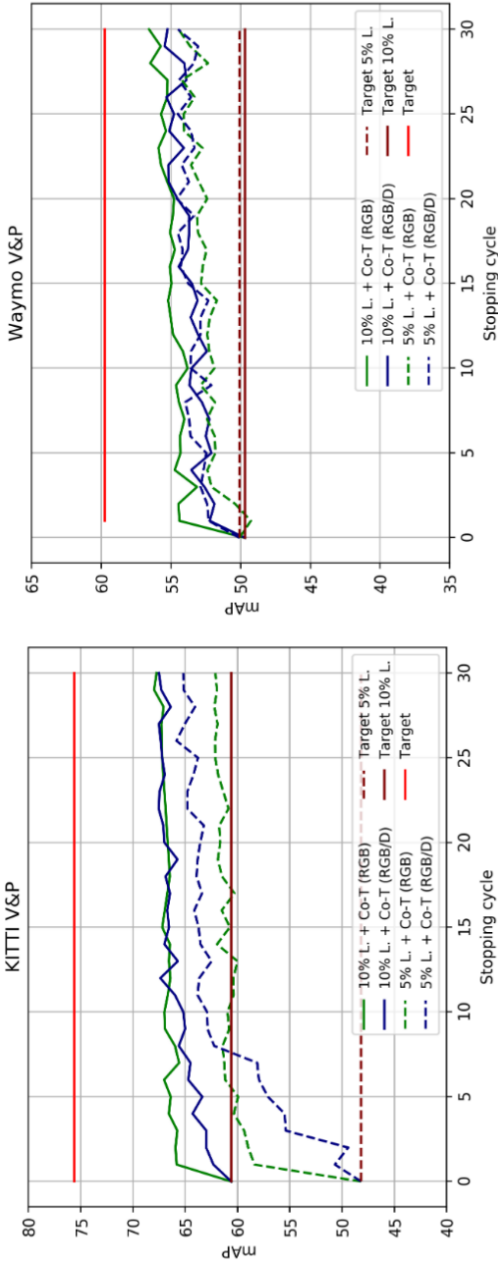 KITTI V&P
80
75
70
65
60
55
50
45
40
mAP
0
5
10
15
20
25
30
Stopping cycle
10% L. + Co-T (RGB)
10% L. + Co-T (RGB/D)
5% L. + Co-T (RGB)
5% L. + Co-T (RGB/D)
Target 5% L.
Target 10% L.
Target
Waymo V&P
65
60
55
50
45
40
35
mAP
0
5
10
15
20
25
30
Stopping cycle
10% L. + Co-T (RGB)
10% L. + Co-T (RGB/D)
5% L. + Co-T (RGB)
5% L. + Co-T (RGB/D)
Target 5% L.
Target 10% L.
Target